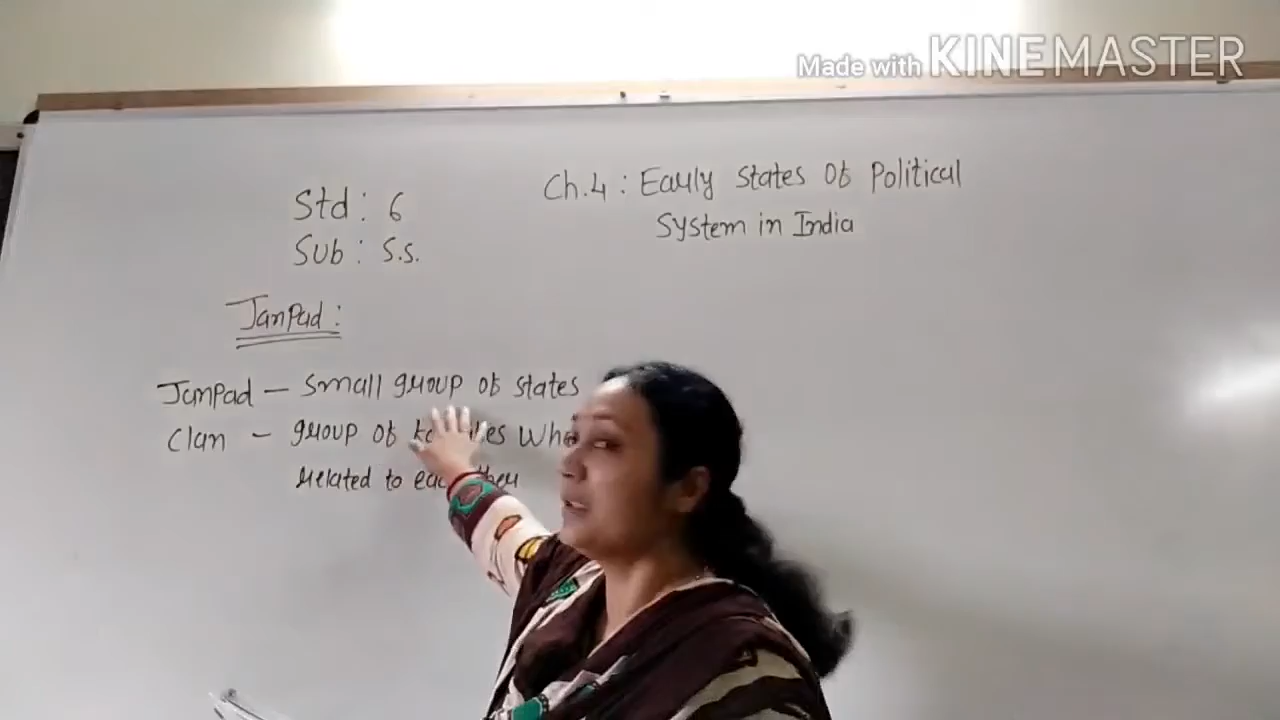 Made with KINEMASTER
Std : 6
Sub : S.S.
Ch.4 : Early States Of Political
System in India
JanPad :
JanPad – Small group of states
Clan – group of
related to